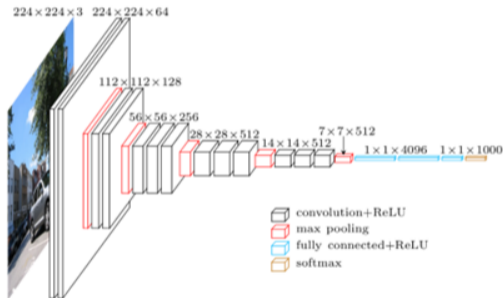 224×224×3 224×224×64
112×112×128
56×56×256
28×28×512
14×14×512
7×7×512
1×1×4096 1×1×1000
convolution+ReLU
max pooling
fully connected+ReLU
softmax